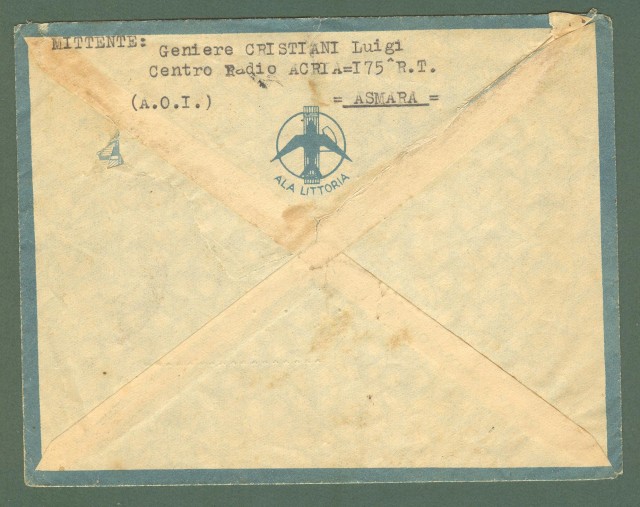 MITTENTE: Geniere CRISTIANI Luigi
Centro Radio ACRIA=I75^R.T.
(A.O.I.) = ASMARA =
ALA LITTORIA